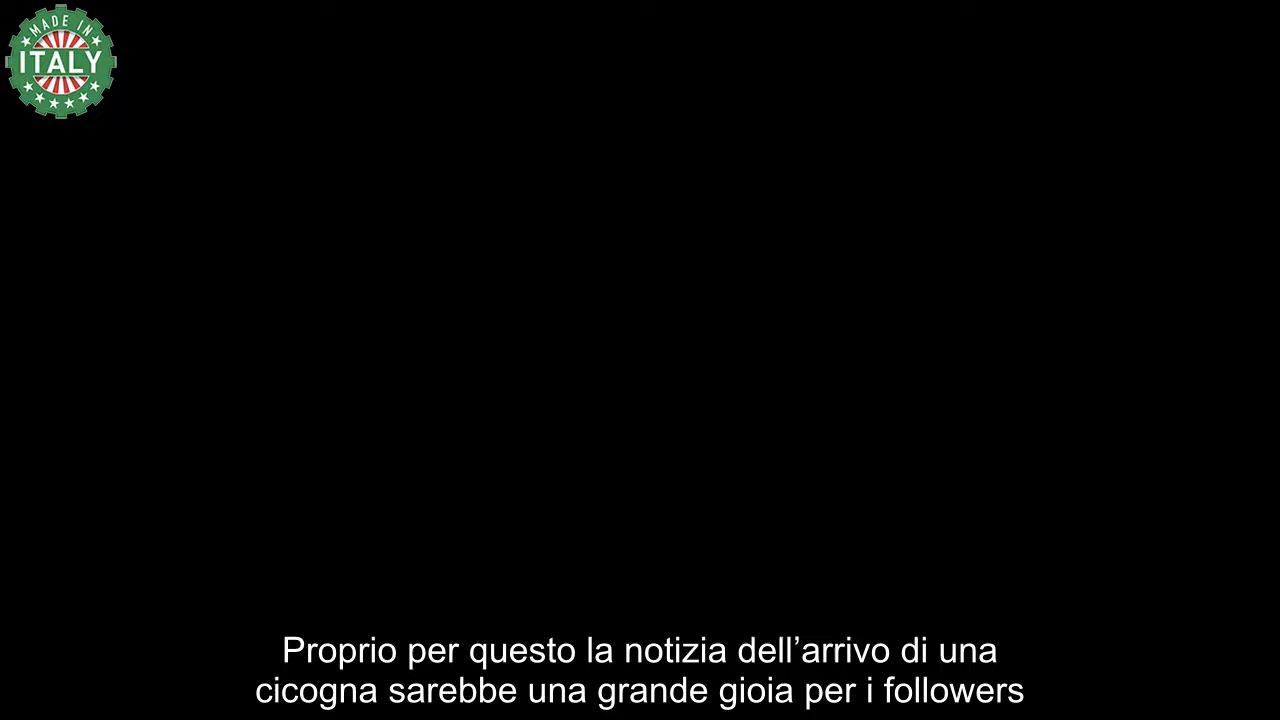 MADE IN
ITALY
Proprio per questo la notizia dell’arrivo di una
cicogna sarebbe una grande gioia per i followers